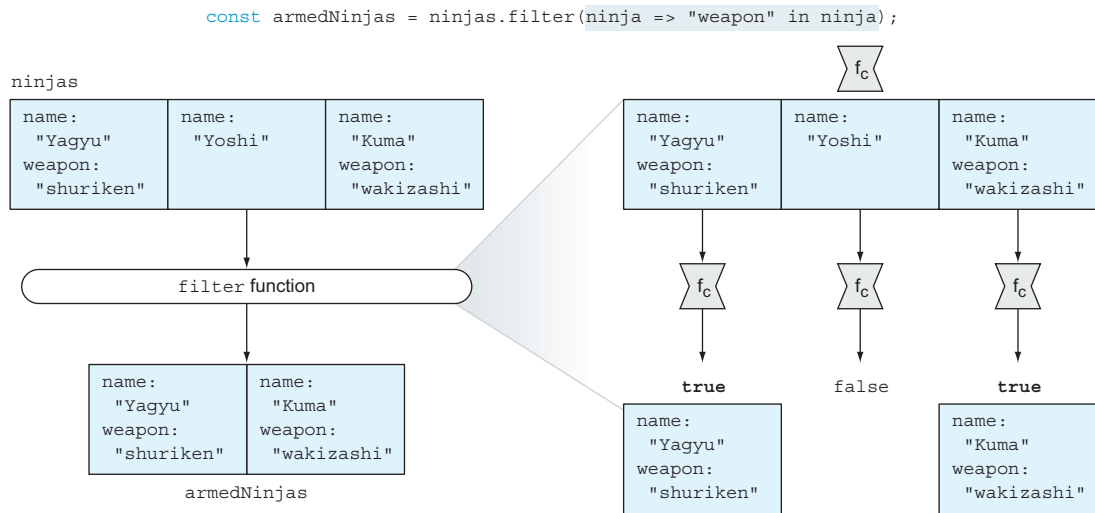 const armedNinjas = ninjas.filter(ninja => "weapon" in ninja);
fc
ninjas
name:
"Yagyu"
weapon:
"shuriken"
name:
"Yoshi"
name:
"Kuma"
weapon:
"wakizashi"
filter function
name:
"Yagyu"
weapon:
"shuriken"
name:
"Kuma"
weapon:
"wakizashi"
armedNinjas
name:
"Yagyu"
weapon:
"shuriken"
name:
"Yoshi"
name:
"Kuma"
weapon:
"wakizashi"
fc
fc
fc
true
false
true
name:
"Yagyu"
weapon:
"shuriken"
name:
"Kuma"
weapon:
"wakizashi"